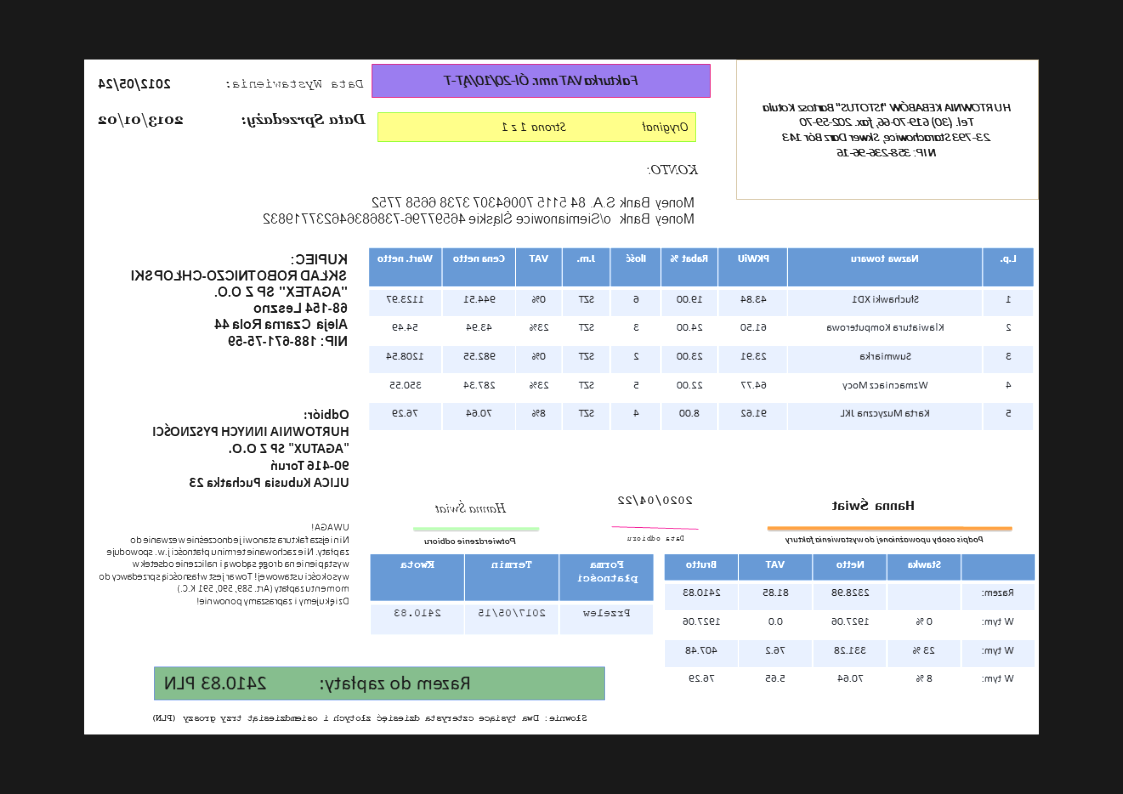 HURTOWNIA KEBABÓW "STOTUS" Bartosz Kotula
Tel. (30) 619-70-66, fax. 202-59-70
23-793 Starachowice, Skwer Darz Bór 143
NIP: 358-236-96-16
Fakturka VAT nmr. Ól-20/10/AT-T
Oryginał Strona 1 z 1
Data Wystawienia: 2012/05/24
Data Sprzedaży: 2013/01/02
KONTO:
Money Bank S.A. 84 5115 70064307 3738 6658 7752
Money Bank o/Siemianowice Śląskie 46597796-738683646237719832
L.p. Nazwa towaru PKWiU Rabat % Ilość J.m. VAT Cena netto Wart. netto
1 Słuchawki XD1 43.84 19.00 6 SZT 0% 944.51 1123.97
2 Klawiatura Komputerowa 61.50 24.00 3 SZT 23% 43.94 54.49
3 Suwmiarka 23.91 23.00 2 SZT 0% 982.55 1208.54
4 Wzmacniacz Mocy 64.77 22.00 5 SZT 23% 287.34 350.55
5 Karta Muzyczna JKL 91.62 8.00 4 SZT 8% 70.64 76.29
KUPIEC:
SKŁAD ROBOTNICZO-CHŁOPSKI
"AGATEX" SP Z O.O.
68-154 Leszno
Aleja Czarna Rola 44
NIP: 188-671-75-59
Odbiór:
HURTOWNIA INNYCH PYSZNOŚCI
"AGATUX" SP Z O.O.
90-416 Toruń
ULICA Kubusia Puchatka 23
Hanna Świat
Podpis osoby upoważnionej do wystawienia faktury
2020/04/22
Data odbioru
Hanna Świat
Potwierdzenie odbioru
UWAGA!
Niniejsza faktura stanowi jednocześnie wezwanie do
zapłaty. Nie zachowanie terminu płatności j.w. spowoduje
wystąpienie na drogę sądową i naliczenie odsetek w
wysokości ustawowej! Towar jest własnością sprzedawcy do
momentu zapłaty (Art. 589, 590, 591 K.C.)
Dziękujemy i zapraszamy ponownie!
Stawka Netto VAT Brutto
Razem: 2328.98 81.85 2410.83
W tym: 0 % 1927.06 0.0 1927.06
W tym: 23 % 331.28 76.2 407.48
W tym: 8 % 70.64 5.65 76.29
Forma płatności Termin Kwota
Przelew 2017/05/15 2410.83
Razem do zapłaty: 2410.83 PLN
Słownie: Dwa tysiące czterysta dziesięć złotych i osiemdziesiąt trzy groszy (PLN)